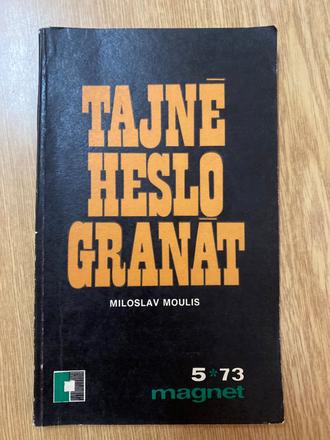 TAJNÉ
HESLO
GRANÁT
MILOSLAV MOULIS
5*73
magnet